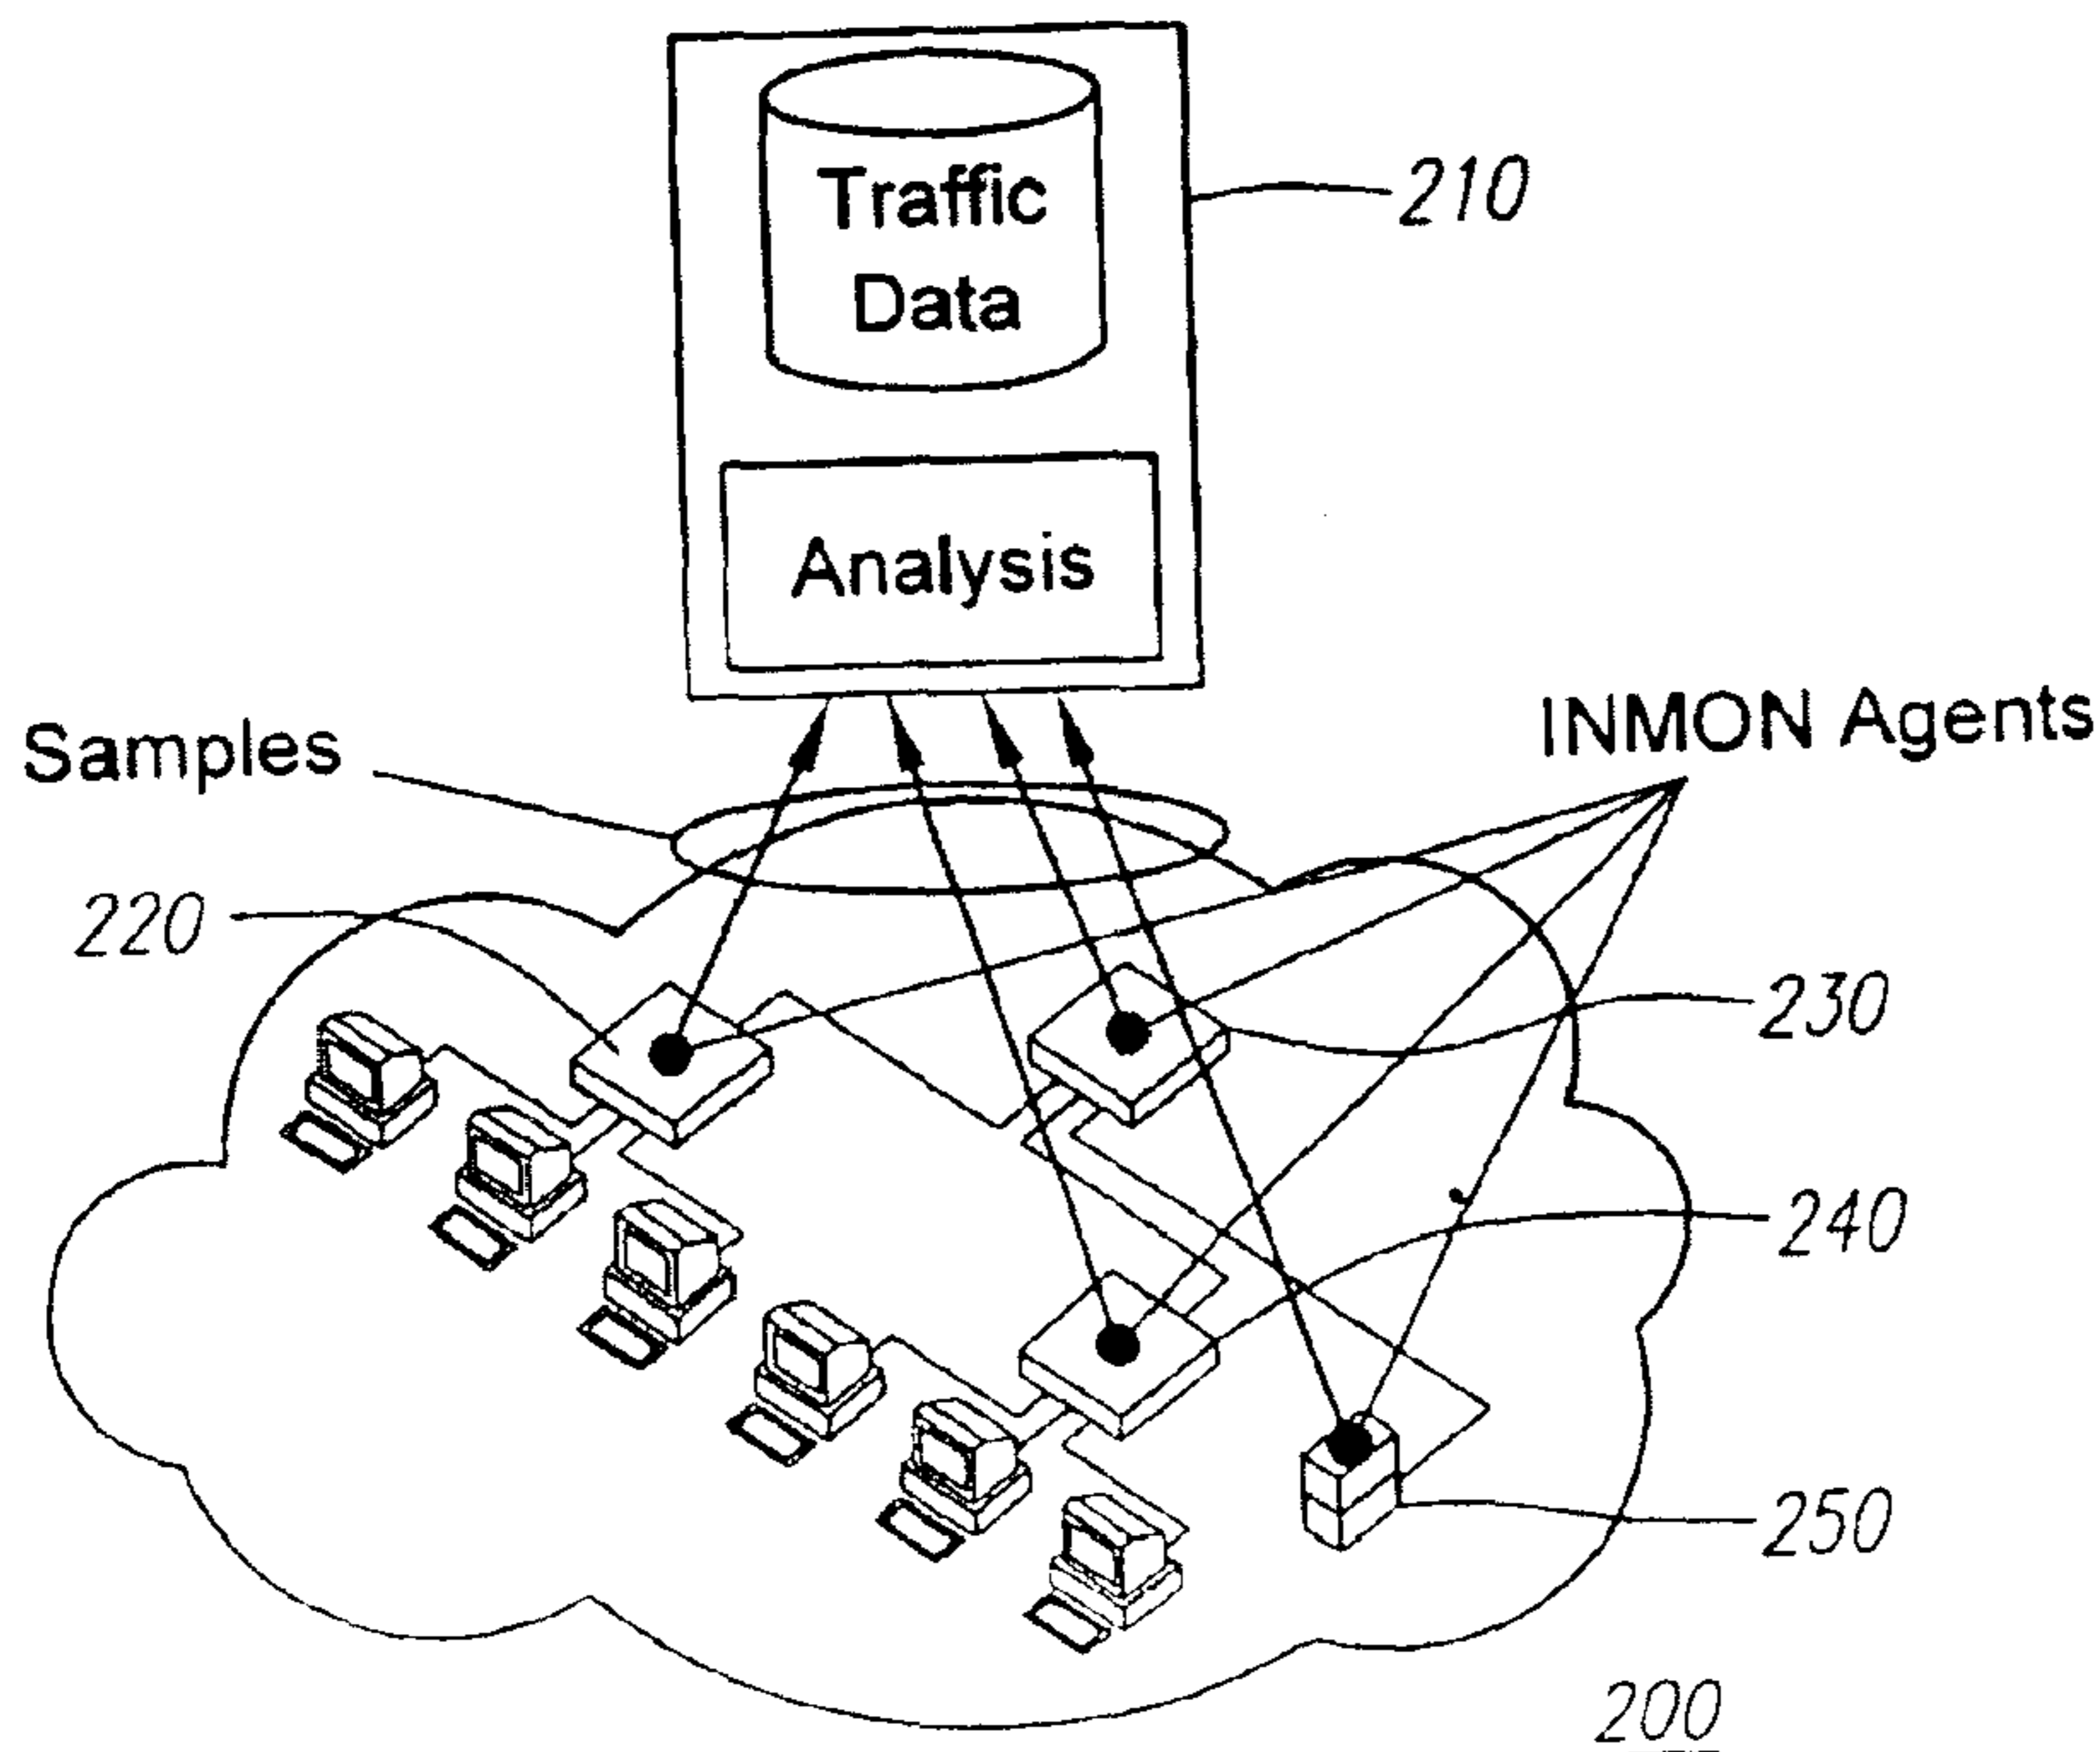 Traffic
Data
210
Analysis
Samples
INMON Agents
220
230
240
250
200